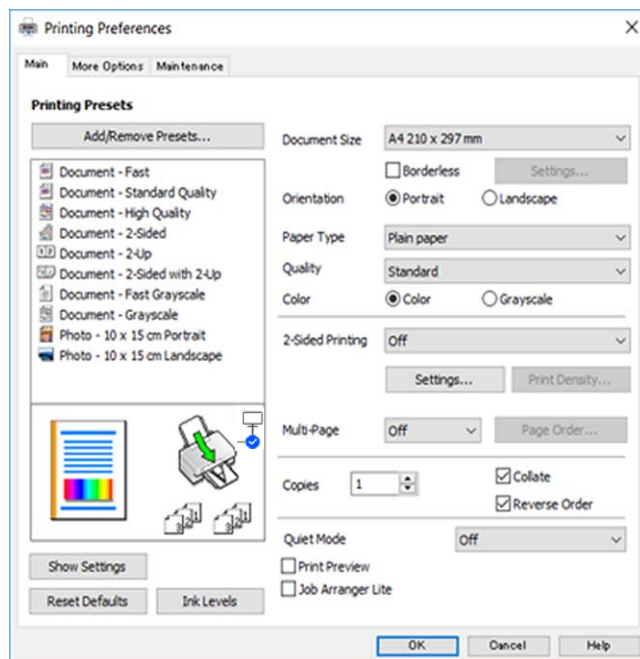 Printing Preferences
Main
More Options
Maintenance
Printing Presets
Add/Remove Presets...
Document - Fast
Document - Standard Quality
Document - High Quality
Document - 2-Sided
Document - 2-Up
Document - 2-Sided with 2-Up
Document - Fast Grayscale
Document - Grayscale
Photo - 10 x 15 cm Portrait
Photo - 10 x 15 cm Landscape
Show Settings
Reset Defaults
Ink Levels
Document Size
A4 210 x 297 mm
Borderless
Settings...
Orientation
Portrait
Landscape
Paper Type
Plain paper
Quality
Standard
Color
Color
Grayscale
2-Sided Printing
Off
Settings...
Print Density...
Multi-Page
Off
Page Order...
Copies
1
Collate
Reverse Order
Quiet Mode
Off
Print Preview
Job Arranger Lite
OK
Cancel
Help